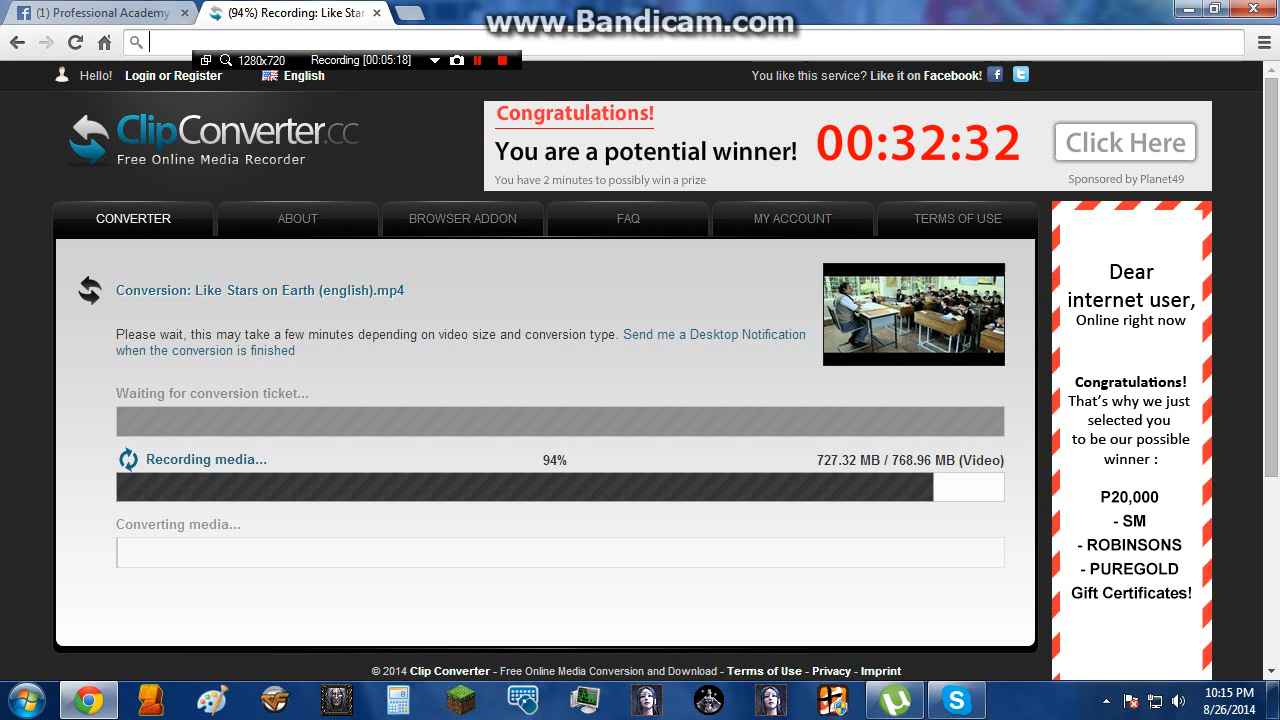 www.Bandicam.com
(1) Professional Academy
(94%) Recording: Like Star
1280x720
Recording [00:05:18]
Hello!
Login or Register
English
You like this service? Like it on Facebook!
ClipConverter.cc
Free Online Media Recorder
Congratulations!
You are a potential winner!
You have 2 minutes to possibly win a prize
00:32:32
Click Here
Sponsored by Planet49
CONVERTER
ABOUT
BROWSER ADDON
FAQ
MY ACCOUNT
TERMS OF USE
Conversion: Like Stars on Earth (english).mp4
Please wait, this may take a few minutes depending on video size and conversion type. Send me a Desktop Notification
when the conversion is finished
Waiting for conversion ticket...
Recording media...
94%
727.32 MB / 768.96 MB (Video)
Converting media...
Dear
internet user,
Online right now
Congratulations!
That's why we just
selected you
to be our possible
winner :
P20,000
- SM
- ROBINSONS
- PUREGOLD
Gift Certificates!
© 2014 Clip Converter - Free Online Media Conversion and Download - Terms of Use - Privacy - Imprint
10:15 PM
8/26/2014